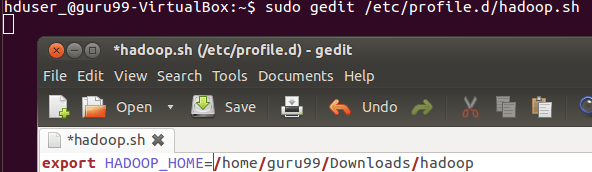 hduser_@guru99-VirtualBox:~$ sudo gedit /etc/profile.d/hadoop.sh
*hadoop.sh (/etc/profile.d) - gedit
File Edit View Search Tools Documents Help
Open Save Undo
*hadoop.sh
export HADOOP_HOME=/home/guru99/Downloads/hadoop